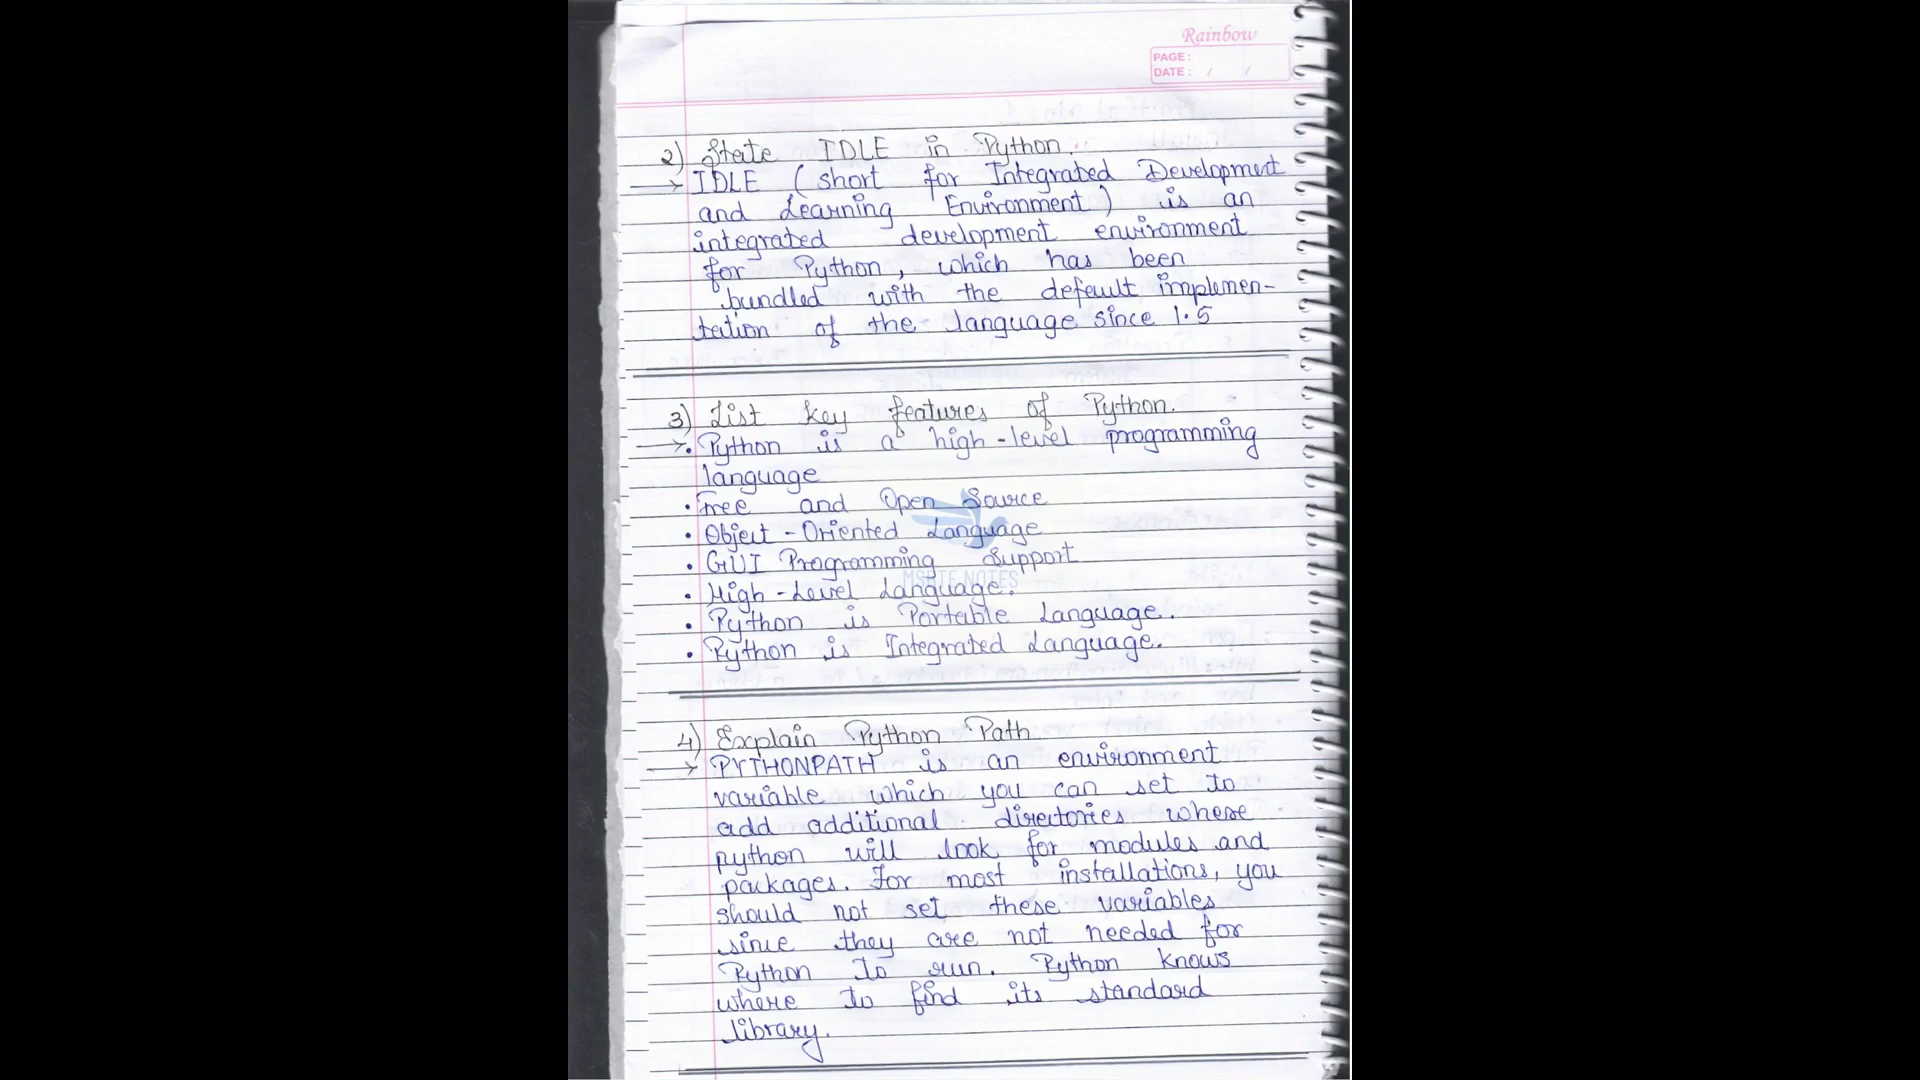 Rainbow
PAGE:
DATE: / /
2) State IDLE in Python.
→ IDLE (short for Integrated Development
and Learning Environment) is an
integrated development environment
for Python, which has been
bundled with the default implemen-
tation of the language since 1.5
3) List key features of Python.
→ • Python is a high-level programming
language
• Free and Open Source
• Object-Oriented Language
• GUI Programming Support
MSBTE NOTES
• High-Level Language.
• Python is Portable Language.
• Python is Integrated Language.
4) Explain Python Path
→ PYTHONPATH is an environment
variable which you can set to
add additional directories where
python will look for modules and
packages. For most installations, you
should not set these variables
since they are not needed for
Python to run. Python knows
where to find its standard
library.